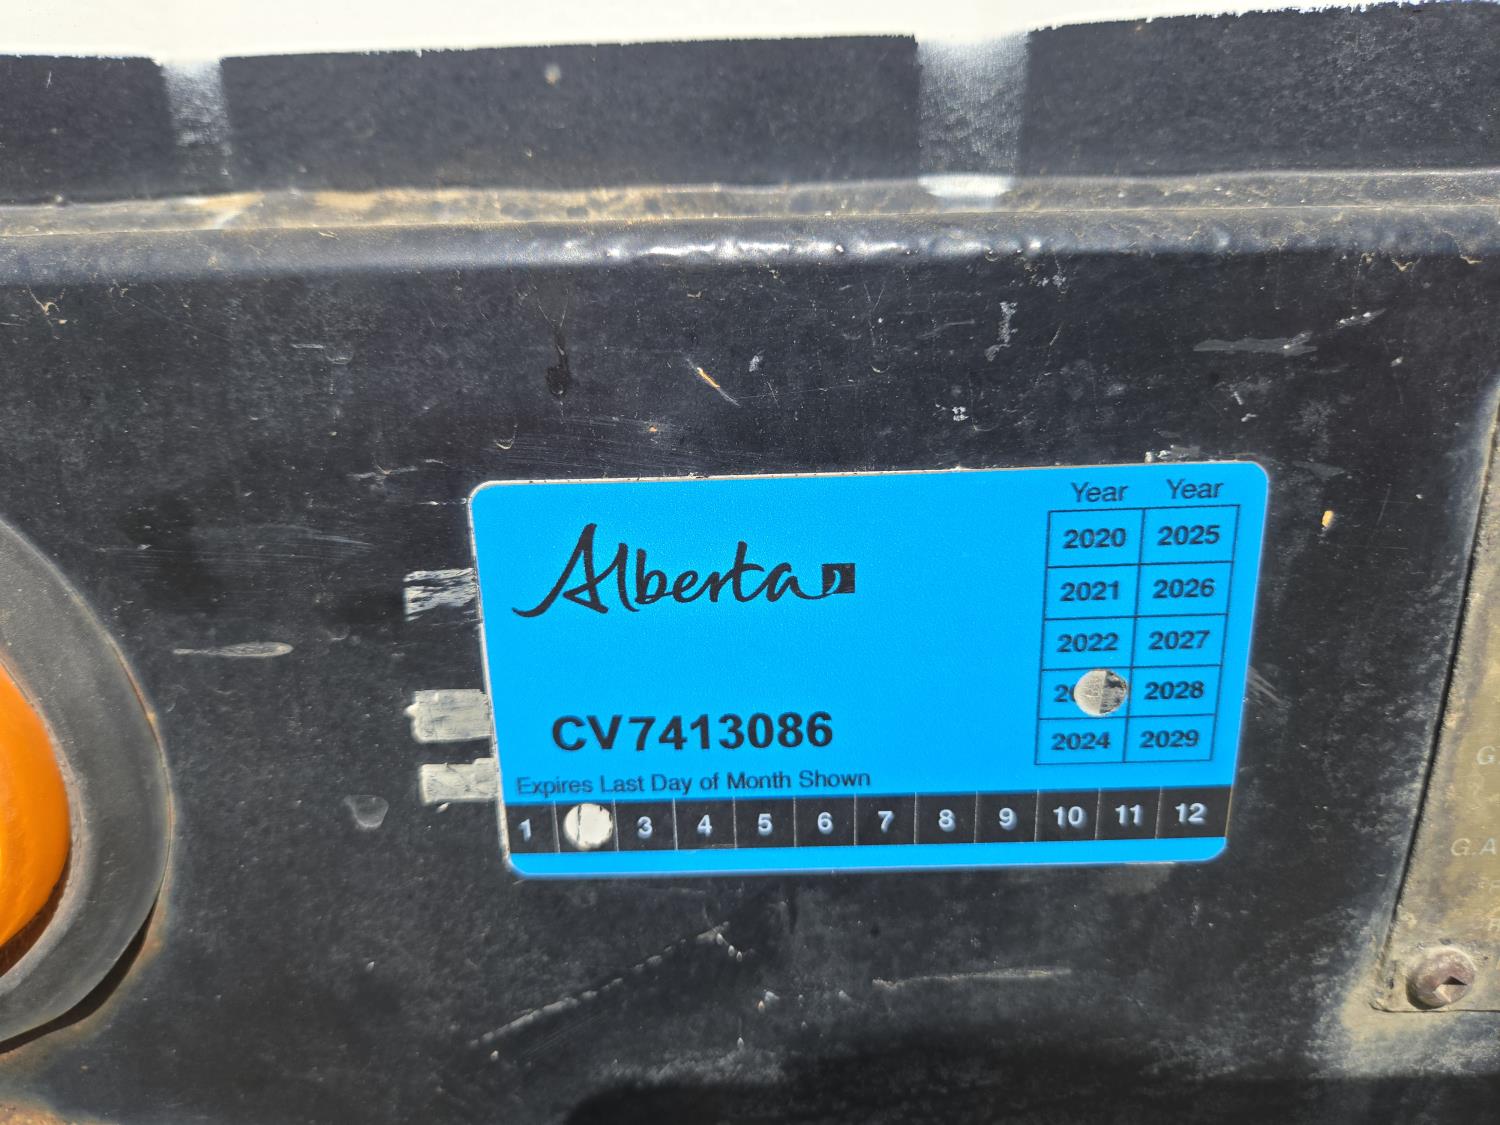 Alberta
Year Year
2020 2025
2021 2026
2022 2027
2028
2024 2029
CV7413086
Expires Last Day of Month Shown
1 3 4 5 6 7 8 9 10 11 12
G.A